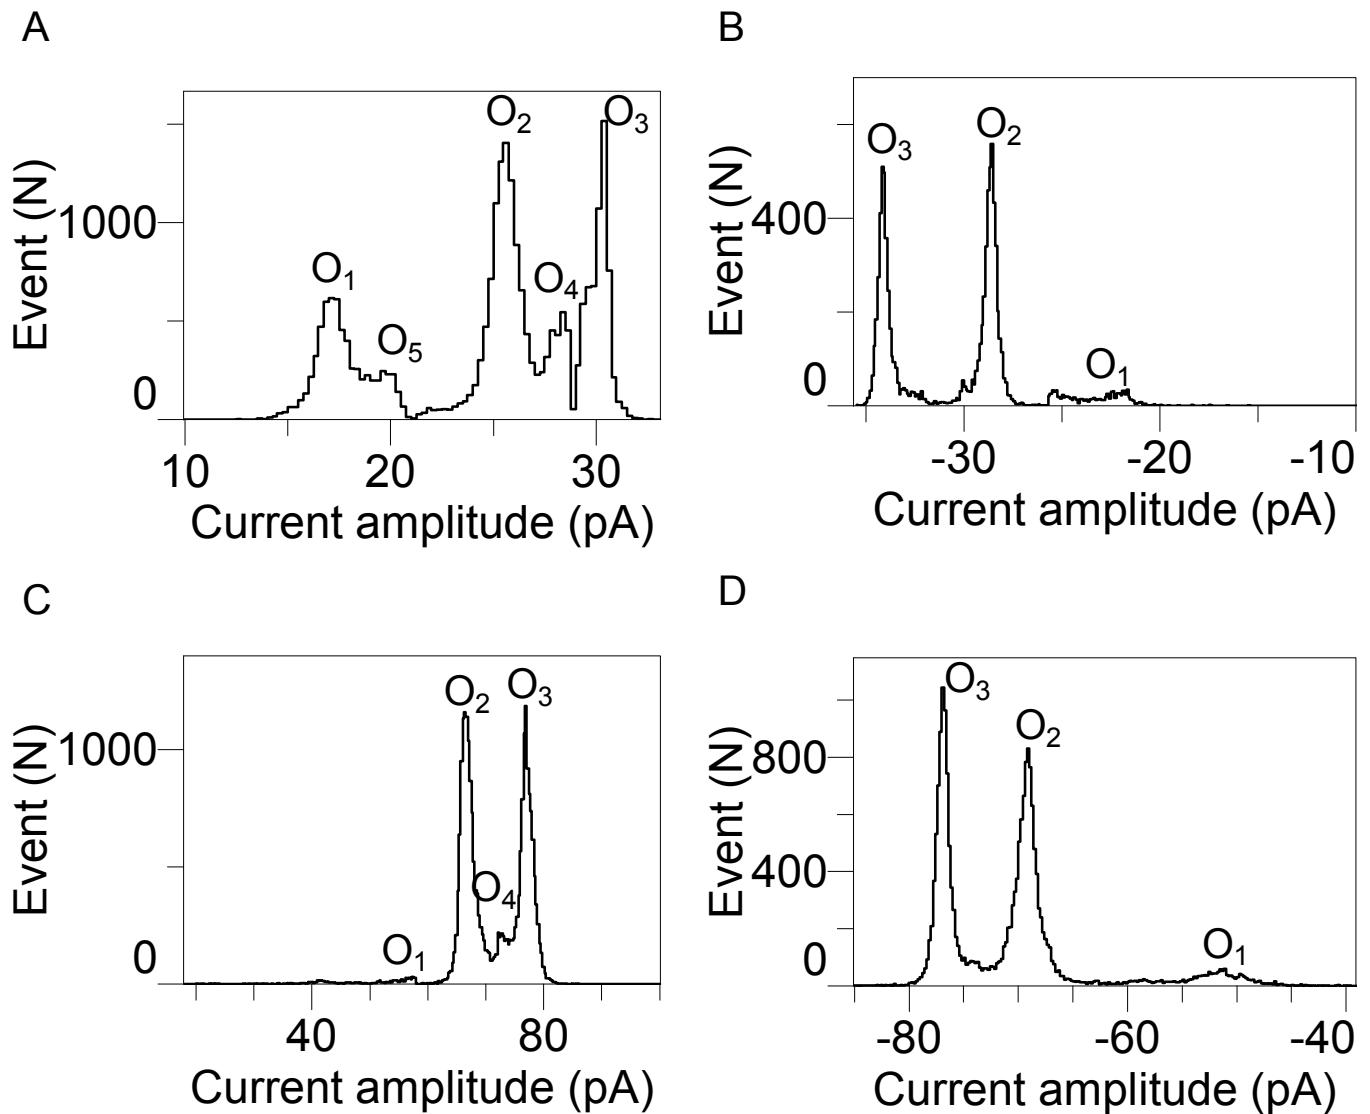 A
O₁
O₅
O₂
O₄
O₃
Event (N)
1000
0
10
20
30
Current amplitude (pA)
B
O₃
O₂
O₁
Event (N)
400
0
-30
-20
-10
Current amplitude (pA)
C
O₁
O₂
O₄
O₃
Event (N)
1000
0
40
80
Current amplitude (pA)
D
O₃
O₂
O₁
Event (N)
800
400
0
-80
-60
-40
Current amplitude (pA)